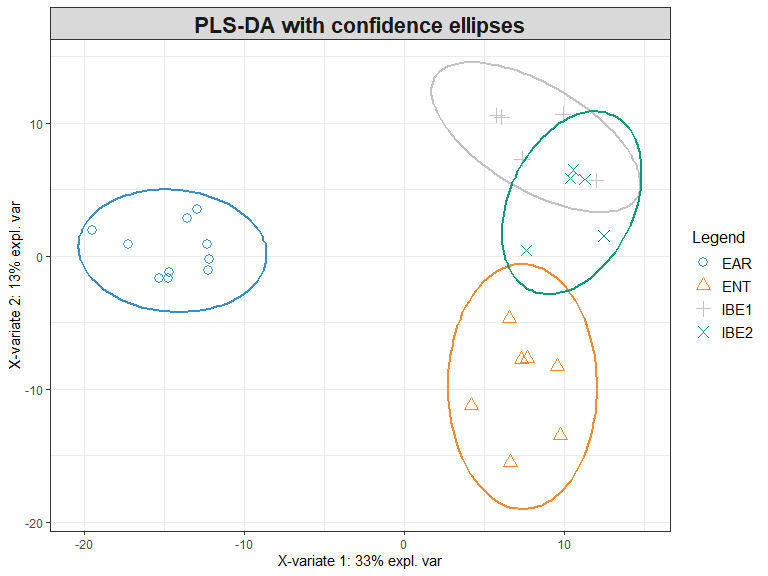 PLS-DA with confidence ellipses
X-variate 2: 13% expl. var
10
0
-10
-20
-20
-10
0
10
X-variate 1: 33% expl. var
Legend
EAR
ENT
IBE1
IBE2